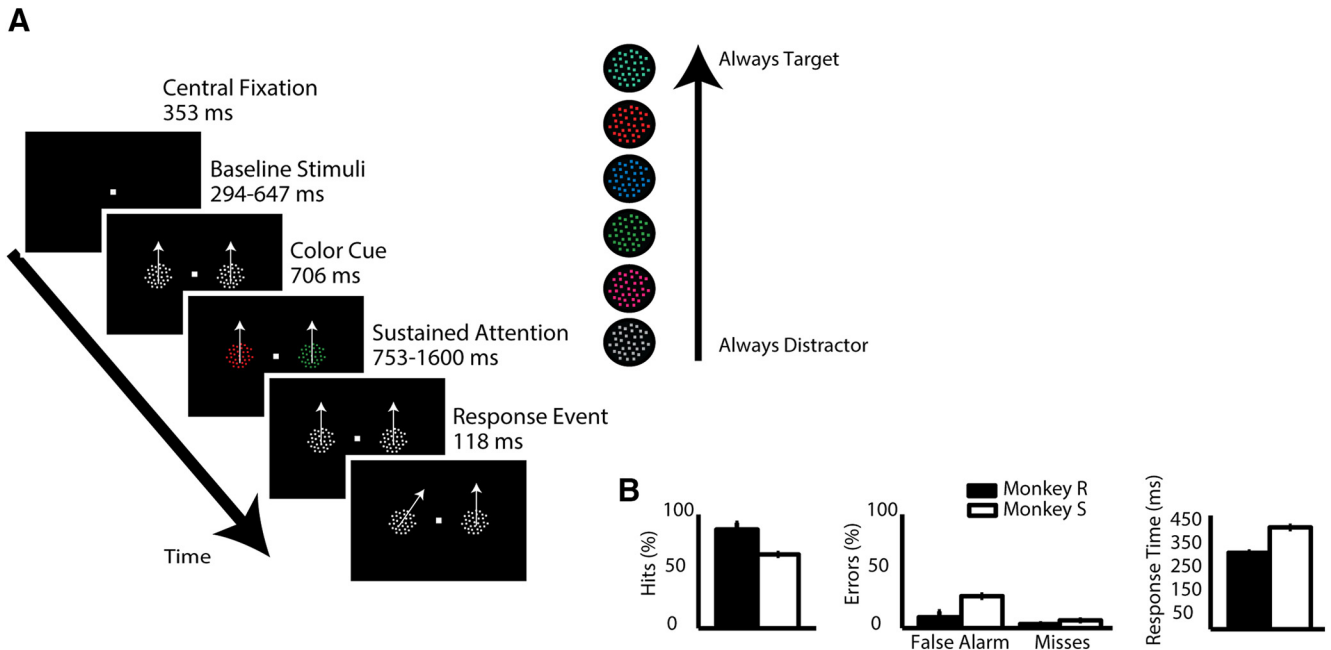 A
Central Fixation
353 ms
Baseline Stimuli
294-647 ms
Color Cue
706 ms
Sustained Attention
753-1600 ms
Response Event
118 ms
Time
Always Target
Always Distractor
B
Monkey R
Monkey S
Hits (%)
100
50
0
Errors (%)
100
50
0
False Alarm
Misses
Response Time (ms)
450
350
250
150
50